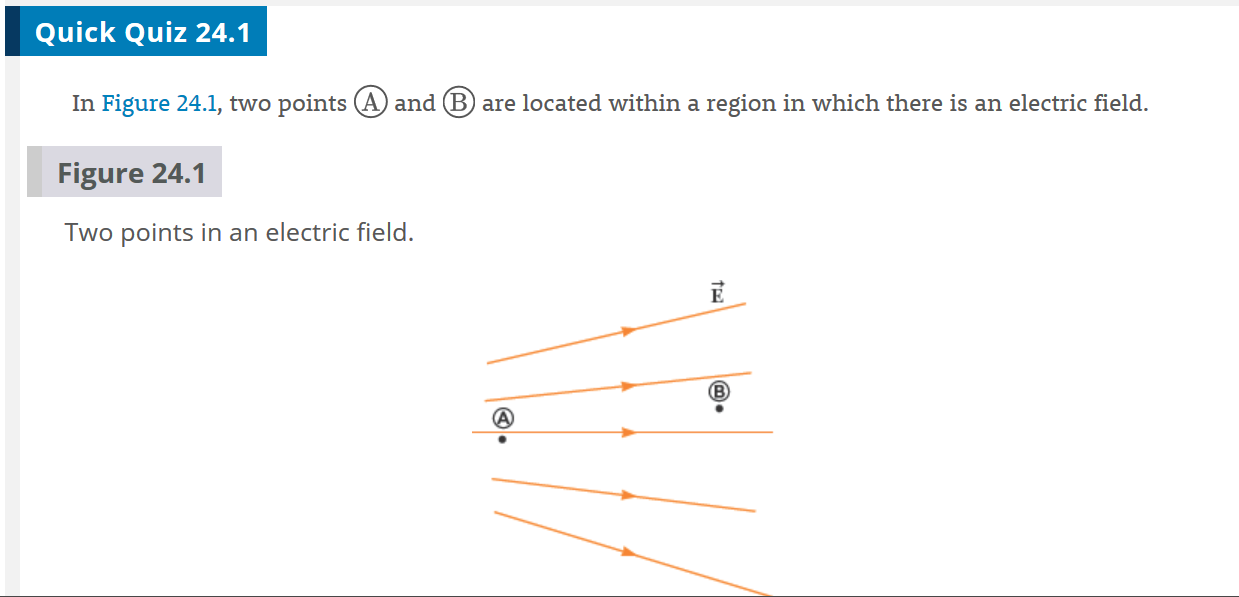 Quick Quiz 24.1
In Figure 24.1, two points Ⓐ and Ⓑ are located within a region in which there is an electric field.
Figure 24.1
Two points in an electric field.
E⃗
Ⓑ
Ⓐ